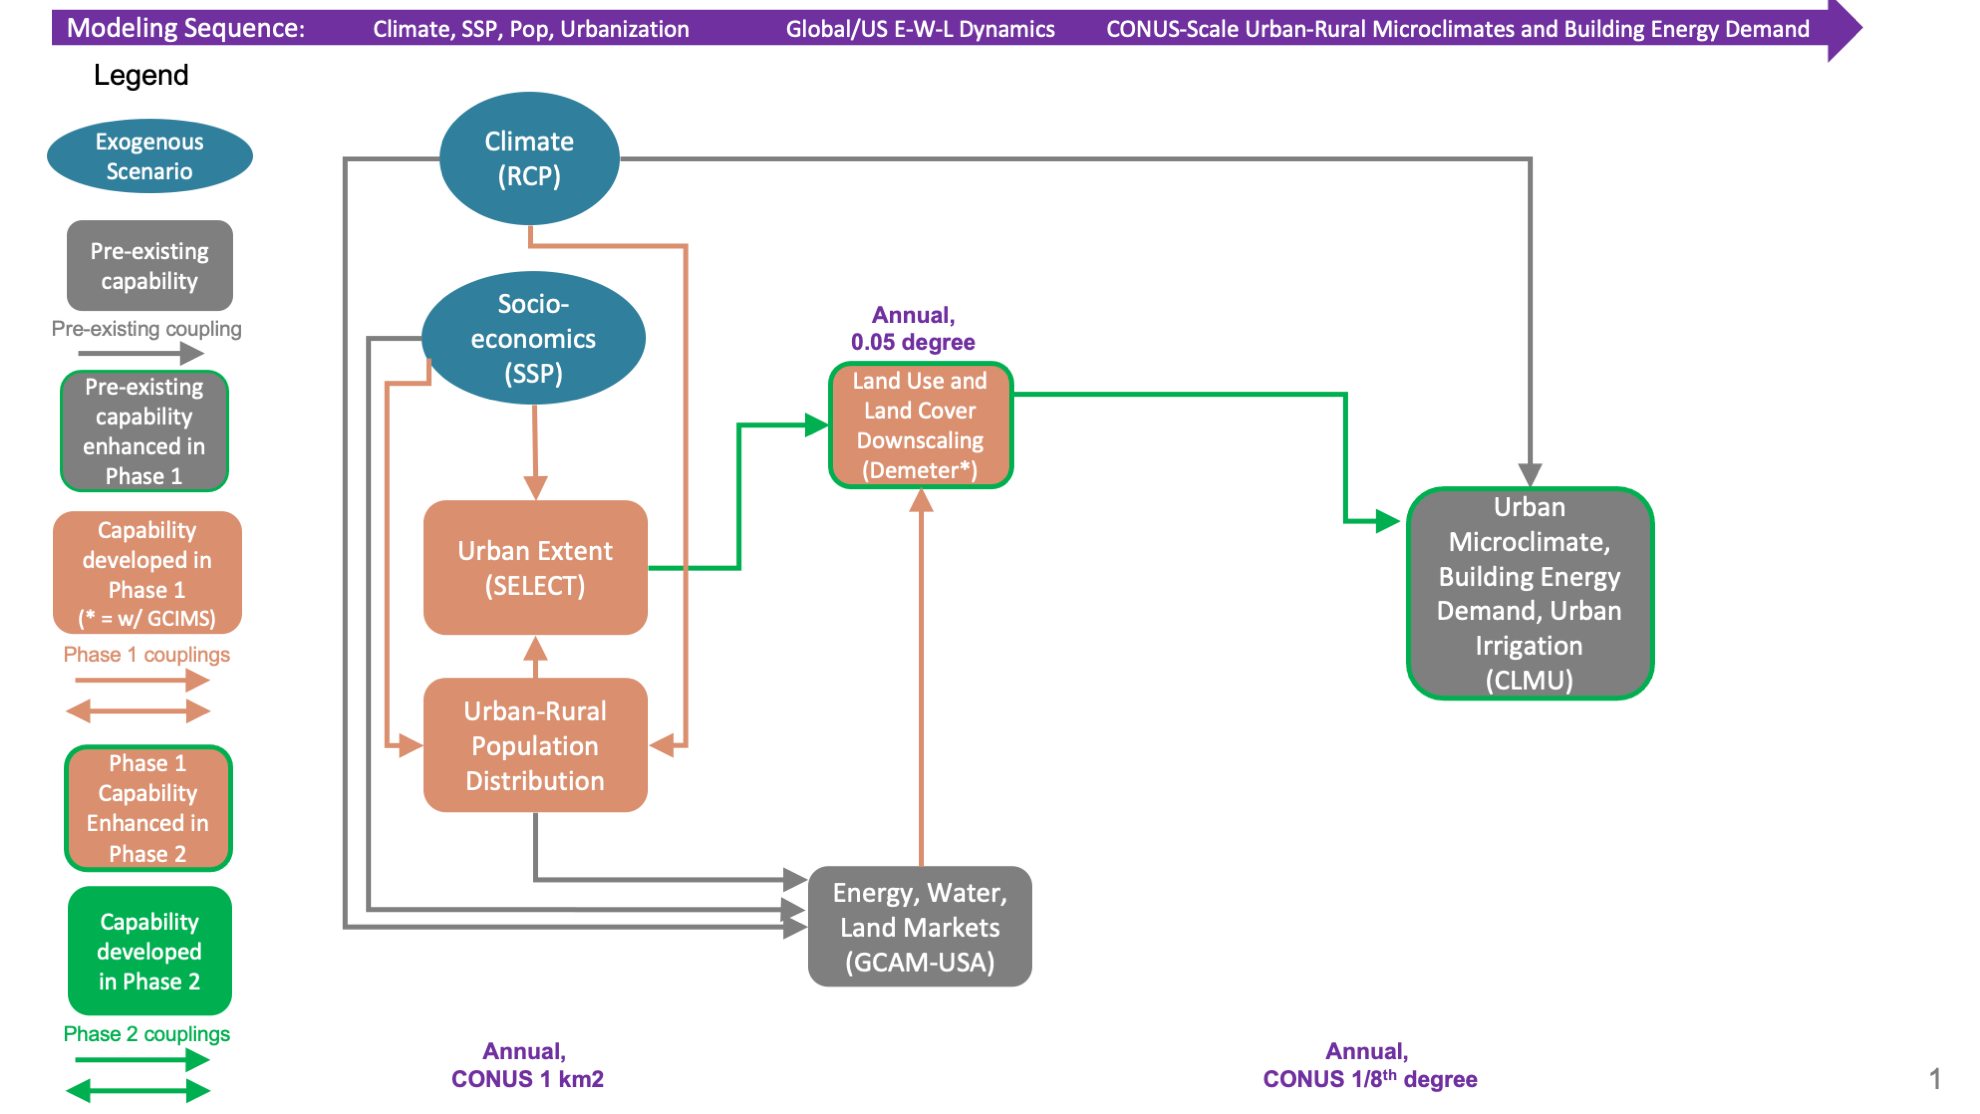 Modeling Sequence: Climate, SSP, Pop, Urbanization Global/US E-W-L Dynamics CONUS-Scale Urban-Rural Microclimates and Building Energy Demand
Legend
Exogenous
Scenario
Pre-existing
capability
Pre-existing coupling
Pre-existing
capability
enhanced in
Phase 1
Capability
developed in
Phase 1
(* = w/ GCIMS)
Phase 1 couplings
Phase 1
Capability
Enhanced in
Phase 2
Capability
developed
in Phase 2
Phase 2 couplings
Climate
(RCP)
Socio-
economics
(SSP)
Urban Extent
(SELECT)
Urban-Rural
Population
Distribution
Annual,
CONUS 1 km2
Annual,
0.05 degree
Land Use and
Land Cover
Downscaling
(Demeter*)
Energy, Water,
Land Markets
(GCAM-USA)
Urban
Microclimate,
Building Energy
Demand, Urban
Irrigation
(CLMU)
Annual,
CONUS 1/8th degree
1